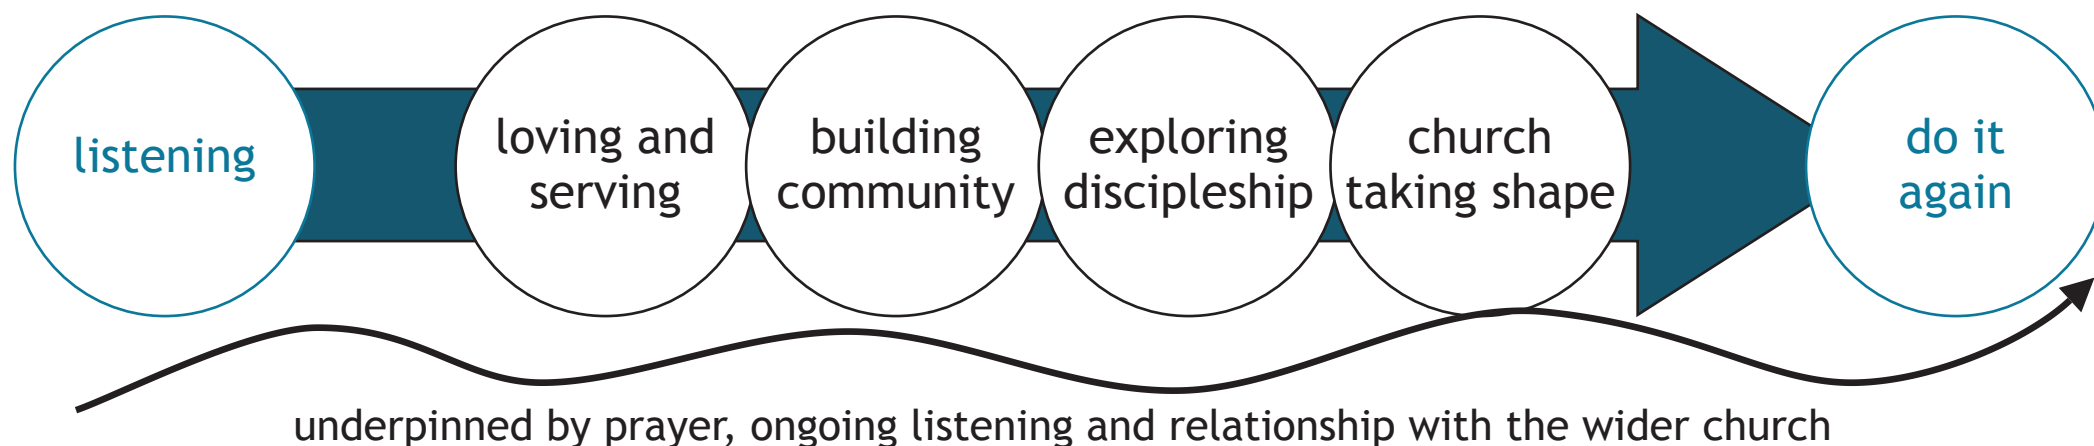 listening
loving and
serving
building
community
exploring
discipleship
church
taking shape
do it
again
underpinned by prayer, ongoing listening and relationship with the wider church